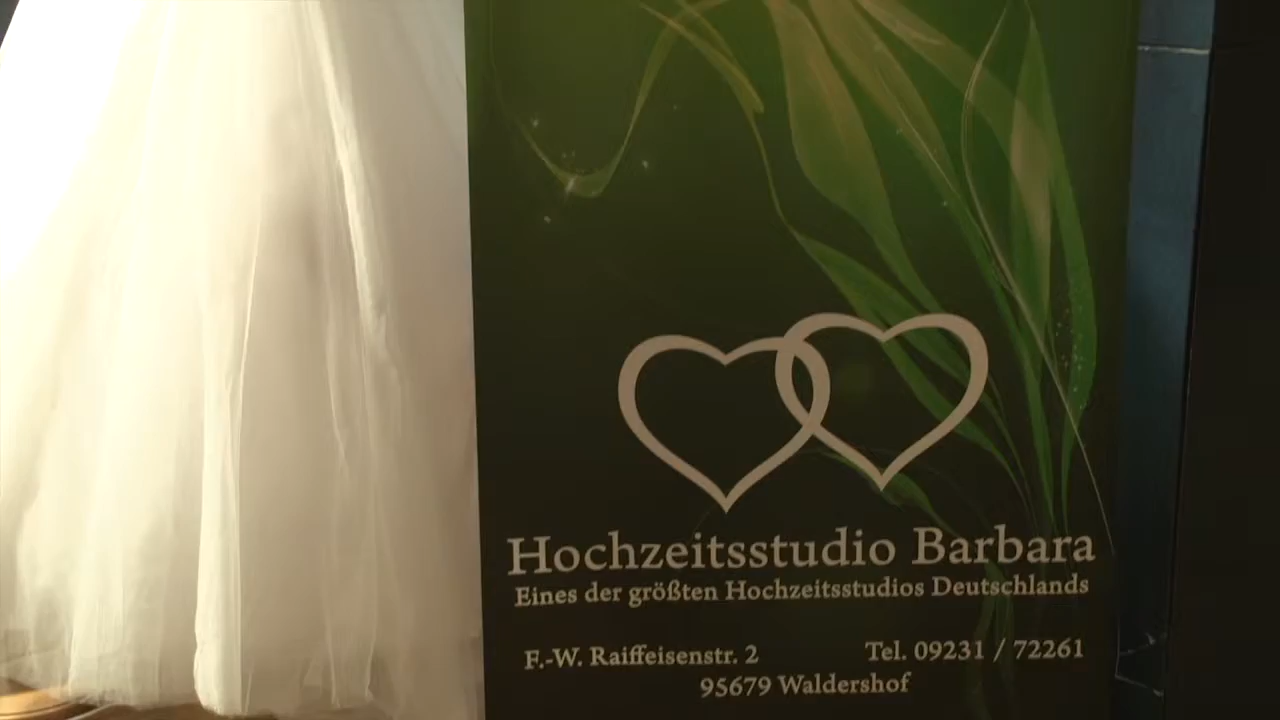 Hochzeitsstudio Barbara
Eines der größten Hochzeitsstudios Deutschlands
F.-W. Raiffeisenstr. 2 Tel. 09231 / 72261
95679 Waldershof